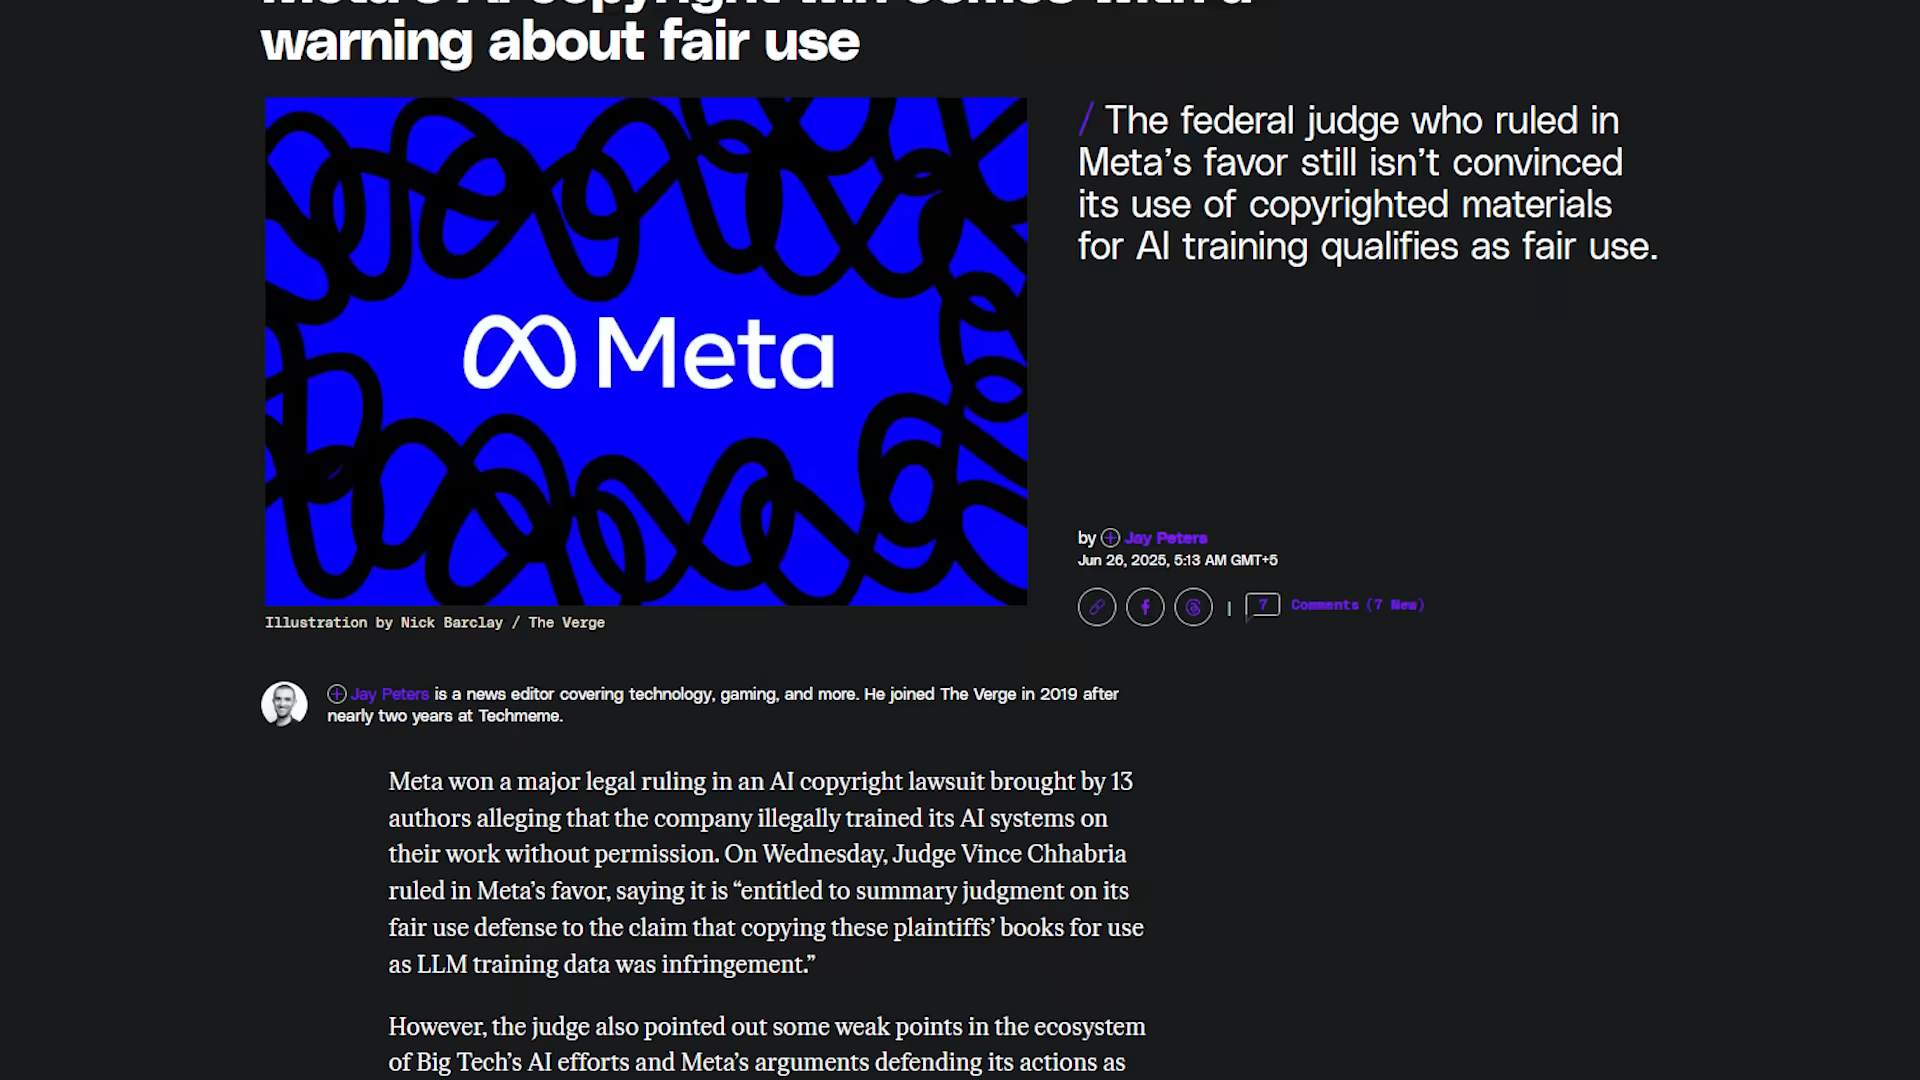 Meta's AI copyright win comes with a
warning about fair use
/ The federal judge who ruled in
Meta’s favor still isn’t convinced
its use of copyrighted materials
for AI training qualifies as fair use.
Meta
by Jay Peters
Jun 26, 2025, 5:13 AM GMT+5
| 7 Comments (7 New)
Illustration by Nick Barclay / The Verge
Jay Peters is a news editor covering technology, gaming, and more. He joined The Verge in 2019 after
nearly two years at Techmeme.
Meta won a major legal ruling in an AI copyright lawsuit brought by 13
authors alleging that the company illegally trained its AI systems on
their work without permission. On Wednesday, Judge Vince Chhabria
ruled in Meta’s favor, saying it is “entitled to summary judgment on its
fair use defense to the claim that copying these plaintiffs’ books for use
as LLM training data was infringement.”
However, the judge also pointed out some weak points in the ecosystem
of Big Tech’s AI efforts and Meta’s arguments defending its actions as